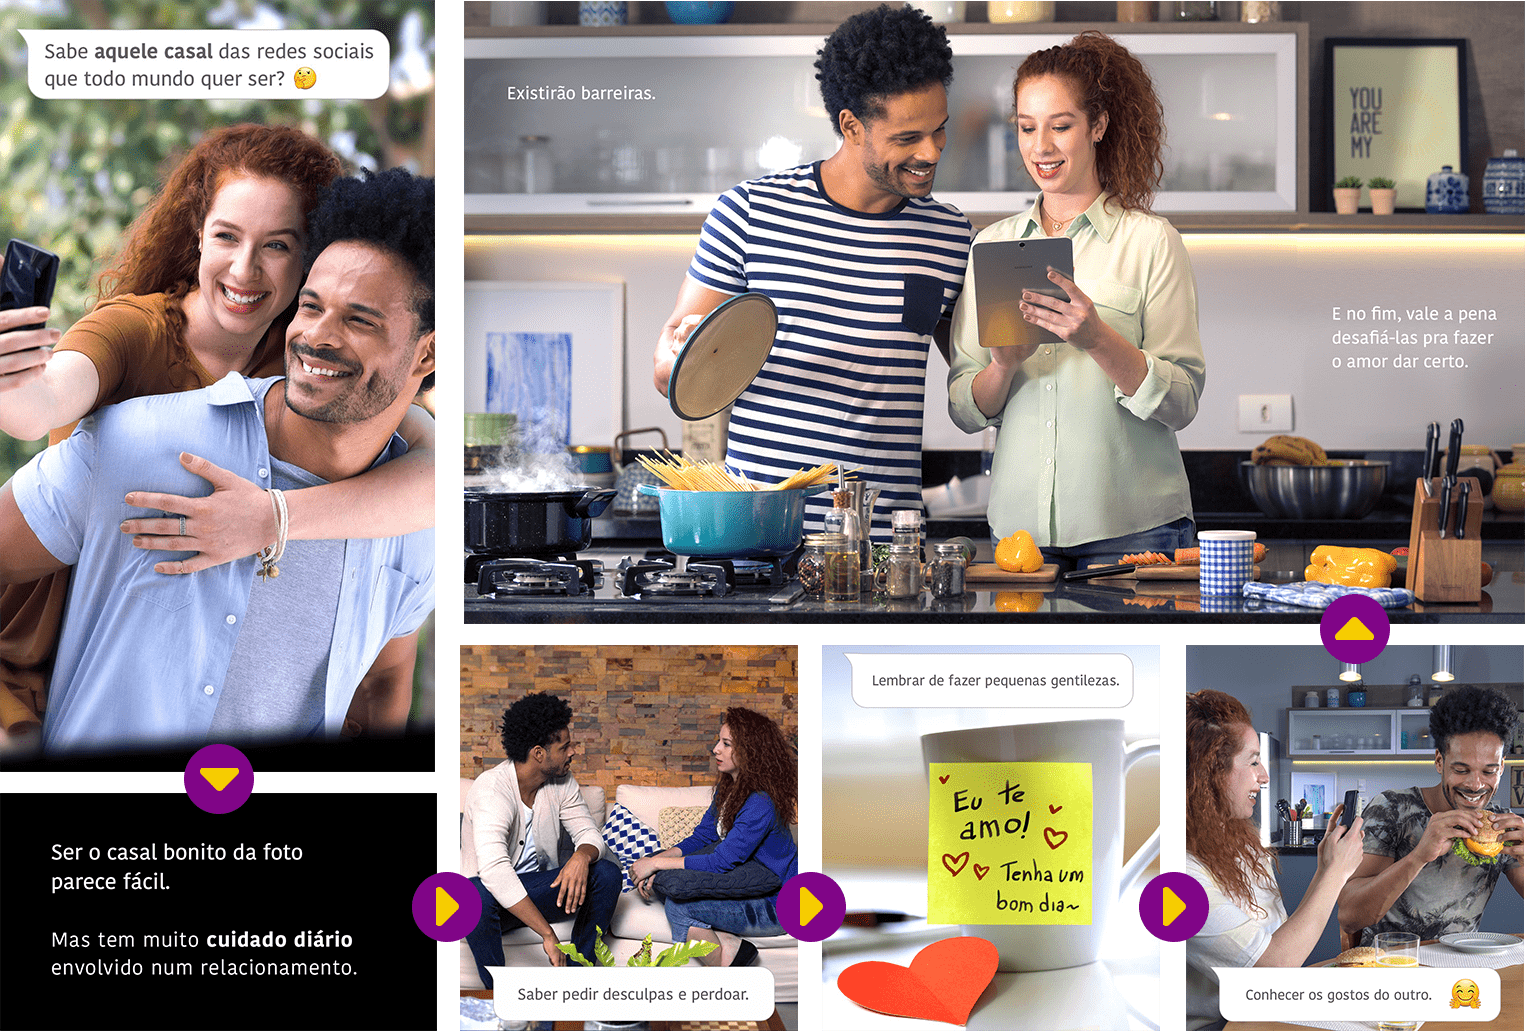 Sabe aquele casal das redes sociais
que todo mundo quer ser? 🤔
Ser o casal bonito da foto
parece fácil.
Mas tem muito cuidado diário
envolvido num relacionamento.
Saber pedir desculpas e perdoar.
Lembrar de fazer pequenas gentilezas.
Eu te
amo!
Tenha um
bom dia~
Conhecer os gostos do outro. 🤗
Existirão barreiras.
YOU
ARE
MY
E no fim, vale a pena
desafiá-las pra fazer
o amor dar certo.